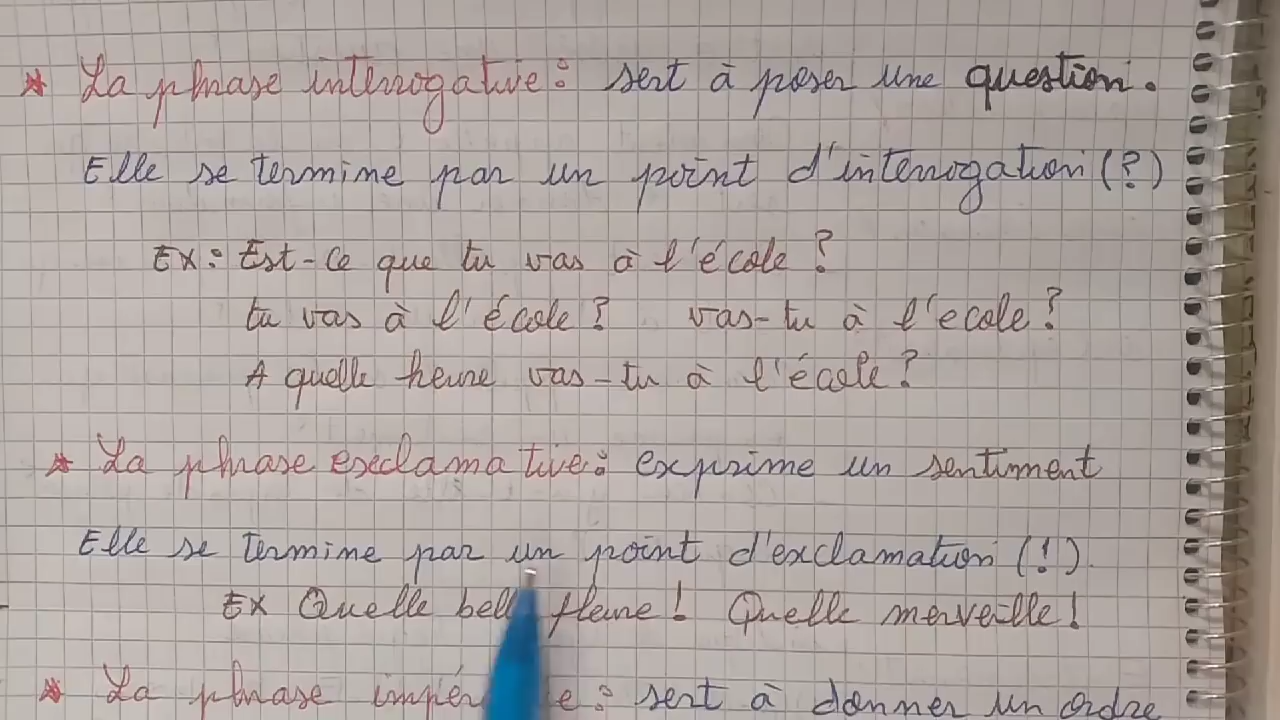 * La phrase interrogative : sert à poser une question.
Elle se termine par un point d'interrogation (?)
Ex : Est-ce que tu vas à l'école ?
tu vas à l'école ? vas-tu à l'ecole ?
A quelle heure vas-tu à l'école ?
* La phrase exclamative : exprime un sentiment
Elle se termine par un point d'exclamation (!).
Ex Quelle fleure ! Quelle merveille !
* La phrase : sert à donner un ordre